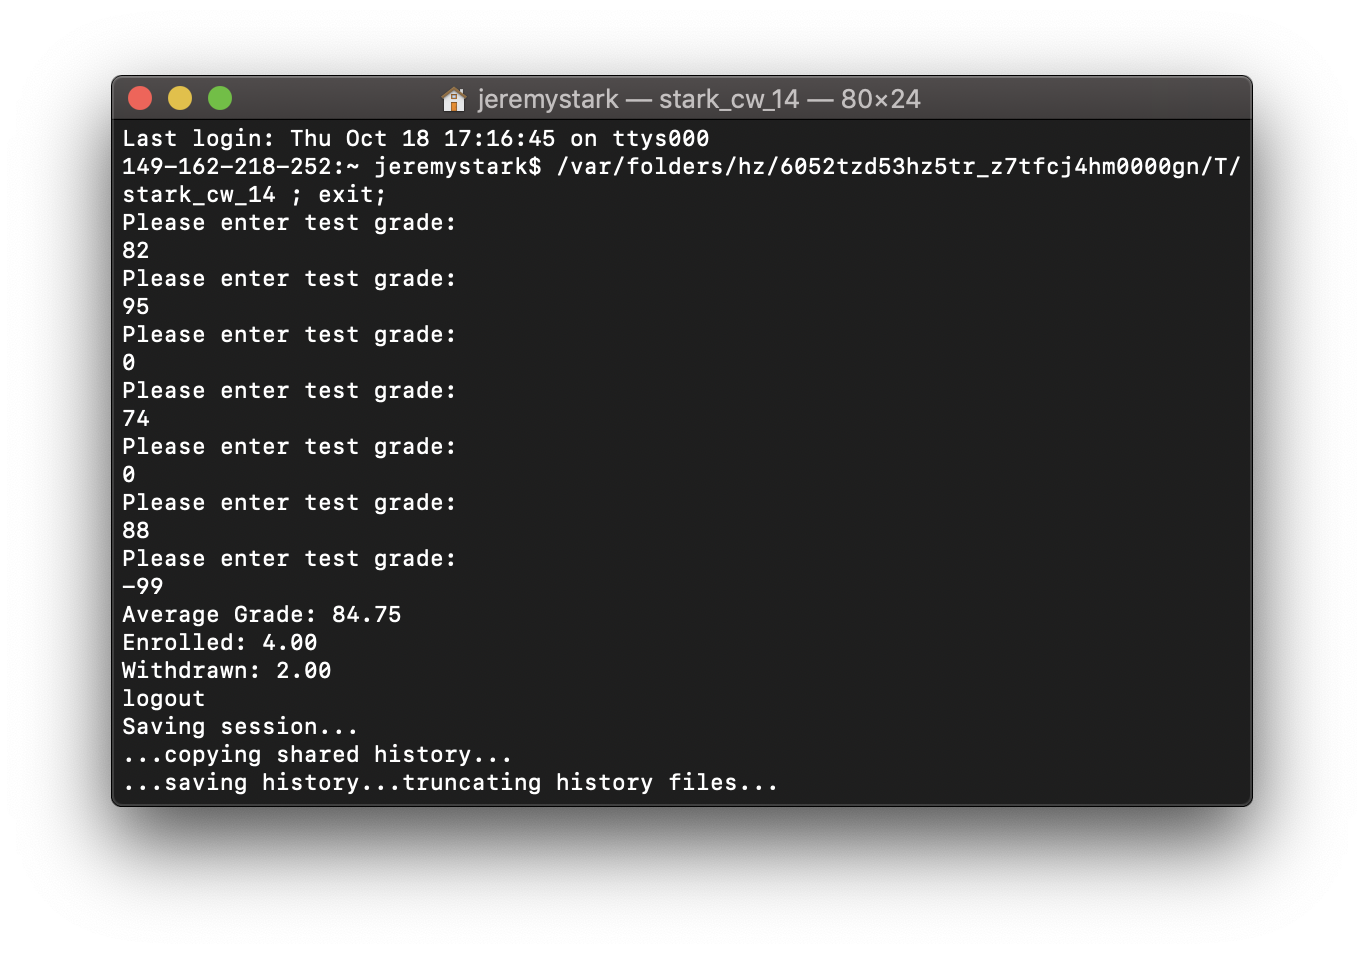 jeremystark — stark_cw_14 — 80×24
Last login: Thu Oct 18 17:16:45 on ttys000
149-162-218-252:~ jeremystark$ /var/folders/hz/6052tzd53hz5tr_z7tfcj4hm0000gn/T/
stark_cw_14 ; exit;
Please enter test grade:
82
Please enter test grade:
95
Please enter test grade:
0
Please enter test grade:
74
Please enter test grade:
0
Please enter test grade:
88
Please enter test grade:
-99
Average Grade: 84.75
Enrolled: 4.00
Withdrawn: 2.00
logout
Saving session...
...copying shared history...
...saving history...truncating history files...